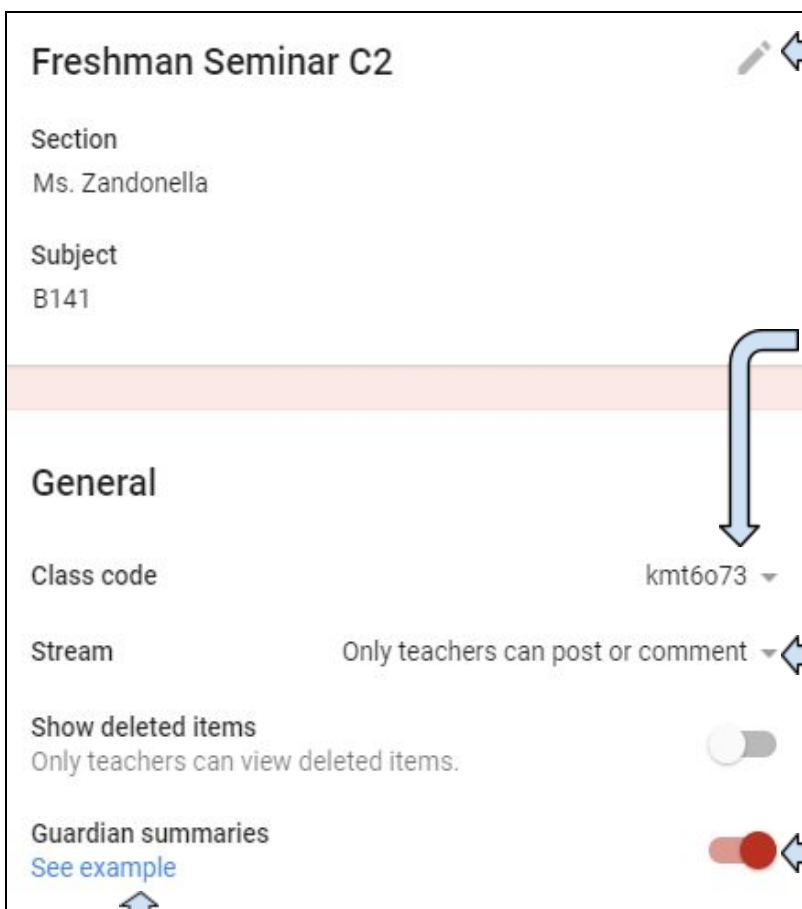 Freshman Seminar C2
Section
Ms. Zandonella
Subject
B141
General
Class code kmt6o73
Stream Only teachers can post or comment
Show deleted items
Only teachers can view deleted items.
Guardian summaries
See example